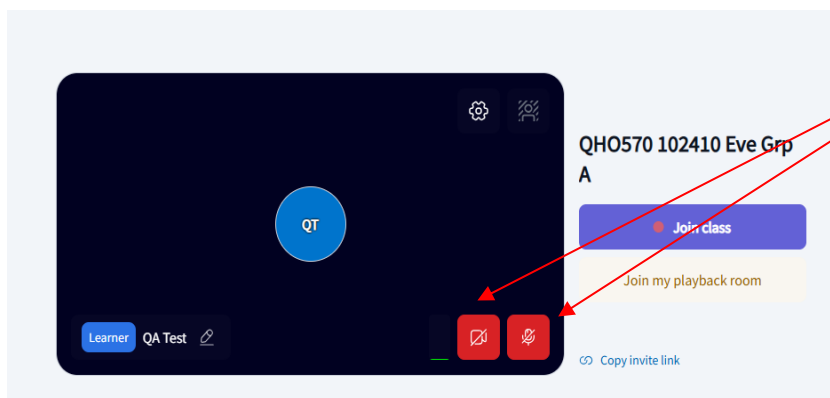 QHO570 102410 Eve Grp
A
QT
Join class
Join my playback room
Learner QA Test
Copy invite link